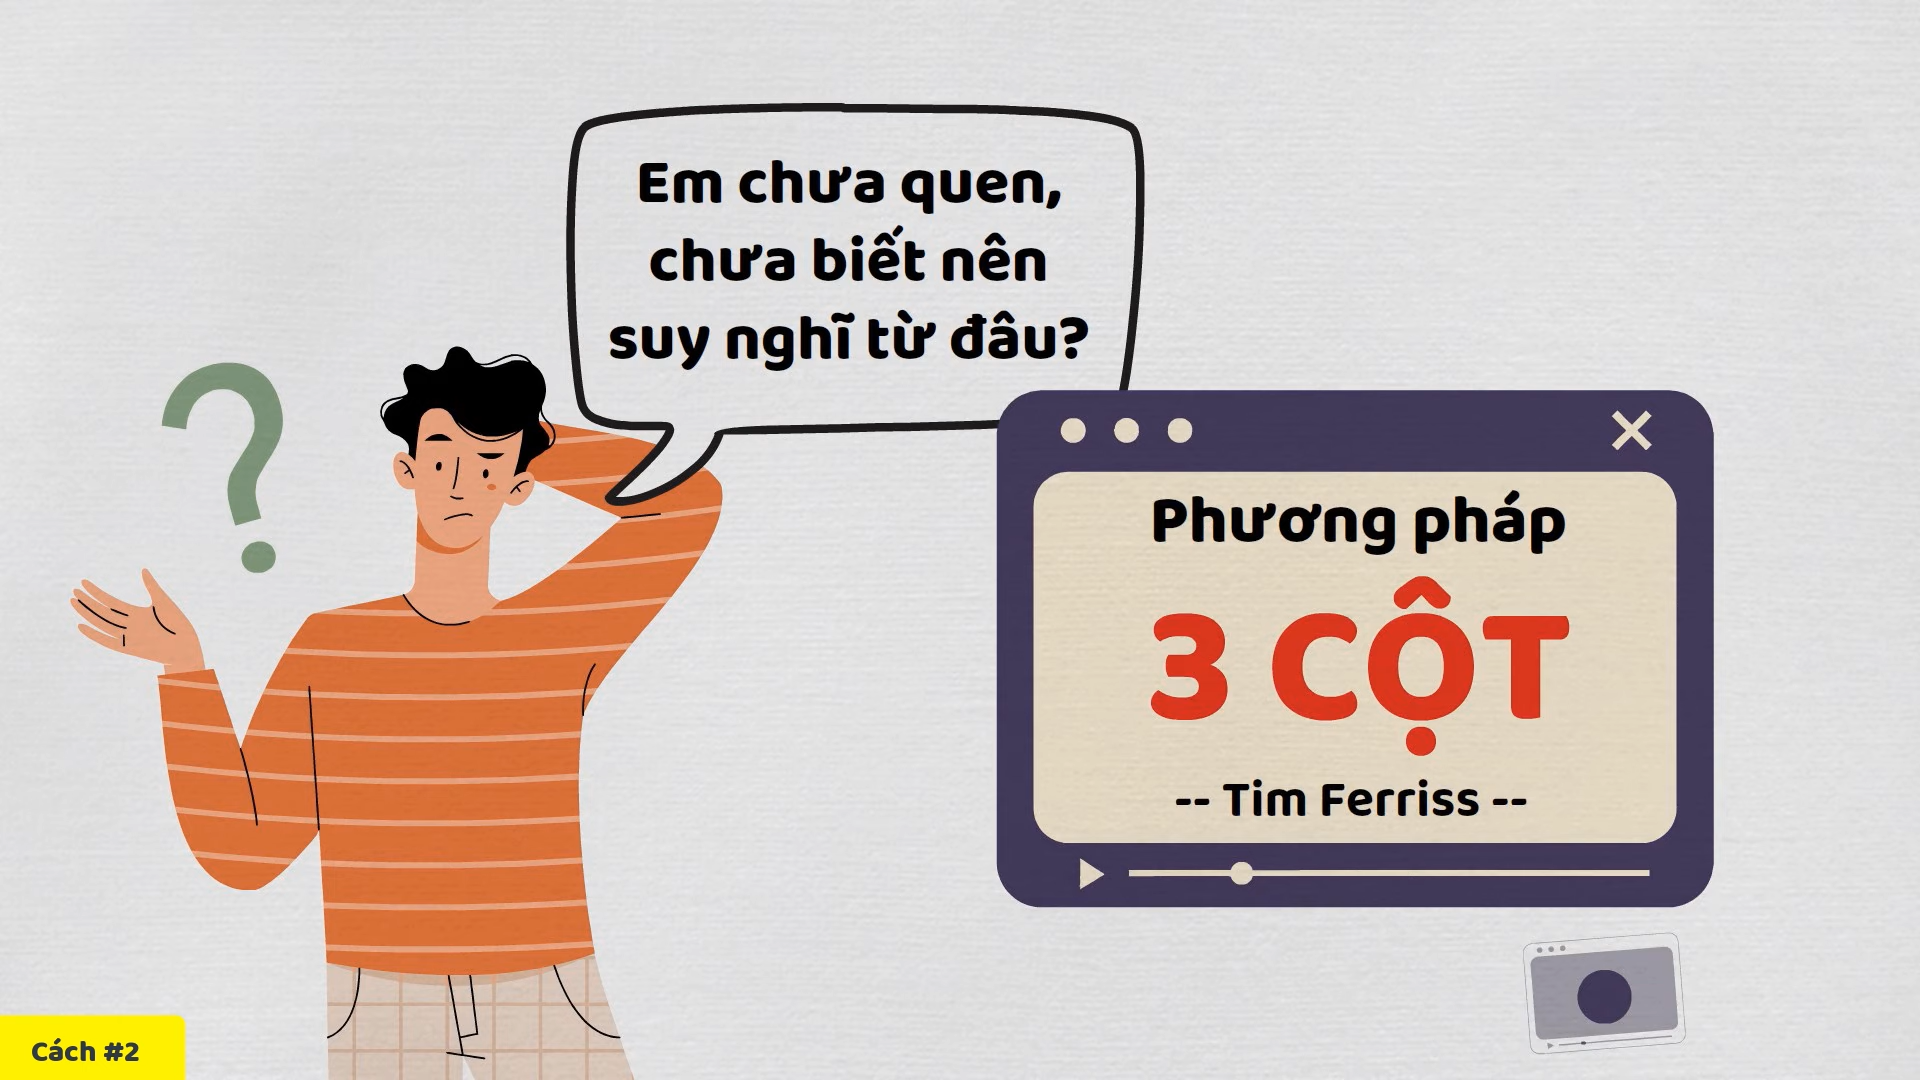 Em chưa quen,
chưa biết nên
suy nghĩ từ đâu?
Phương pháp
3 CỘT
-- Tim Ferriss --
Cách #2